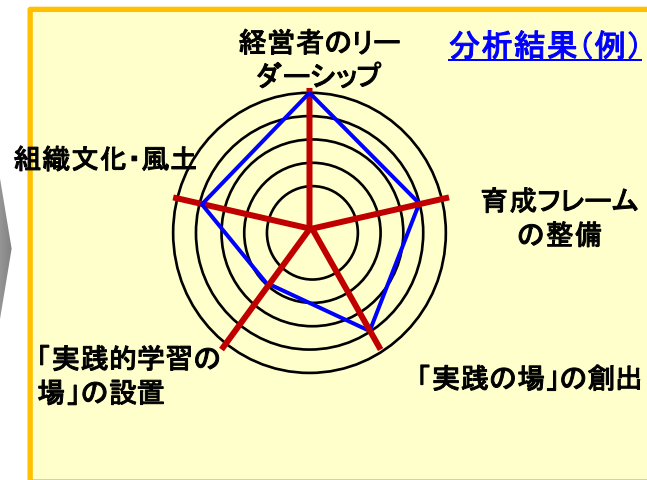 分析結果(例)
経営者のリー
ダーシップ
組織文化・風土
育成フレーム
の整備
「実践的学習の
場」の設置
「実践の場」の創出